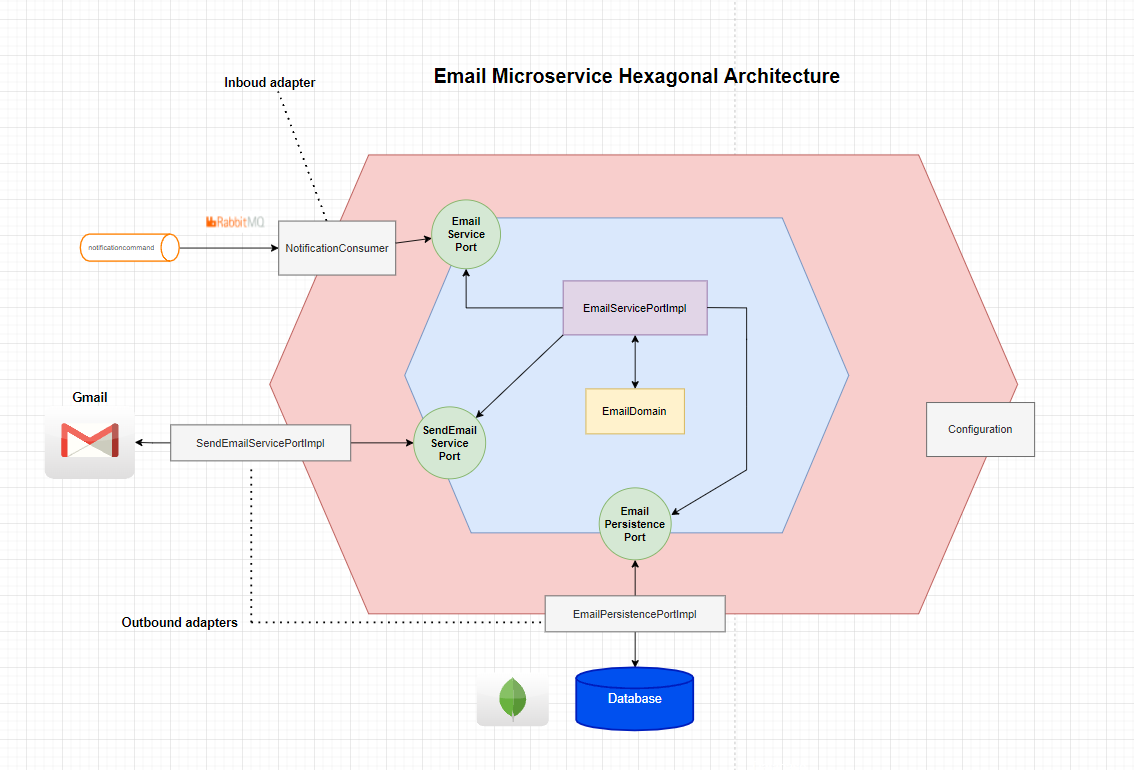 Email Microservice Hexagonal Architecture
Inboud adapter
RabbitMQ
notificationcommand
NotificationConsumer
Email
Service
Port
EmailServicePortImpl
EmailDomain
Gmail
SendEmailServicePortImpl
SendEmail
Service
Port
Configuration
Email
Persistence
Port
Outbound adapters
EmailPersistencePortImpl
Database